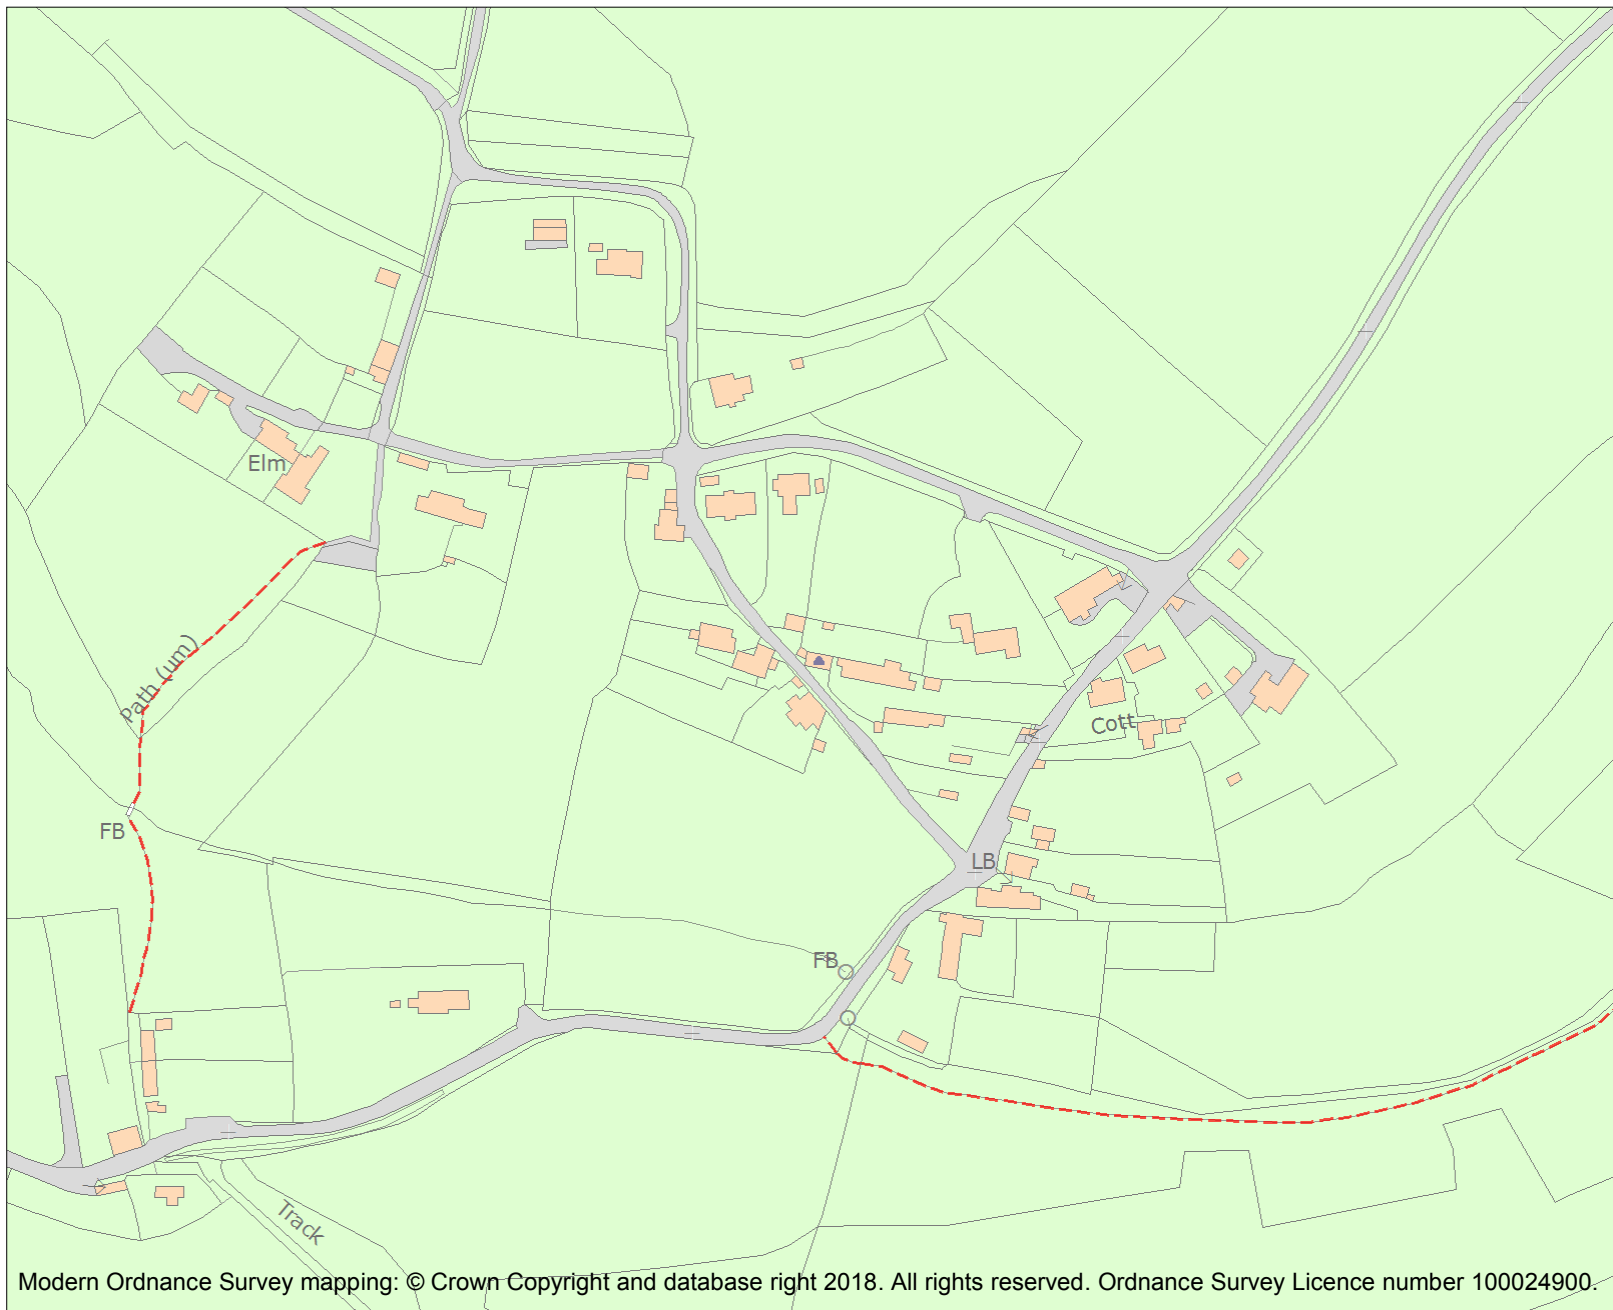 Elm
Path (um)
Cott
FB
LB
FB
Track
Modern Ordnance Survey mapping: © Crown Copyright and database right 2018. All rights reserved. Ordnance Survey Licence number 100024900.